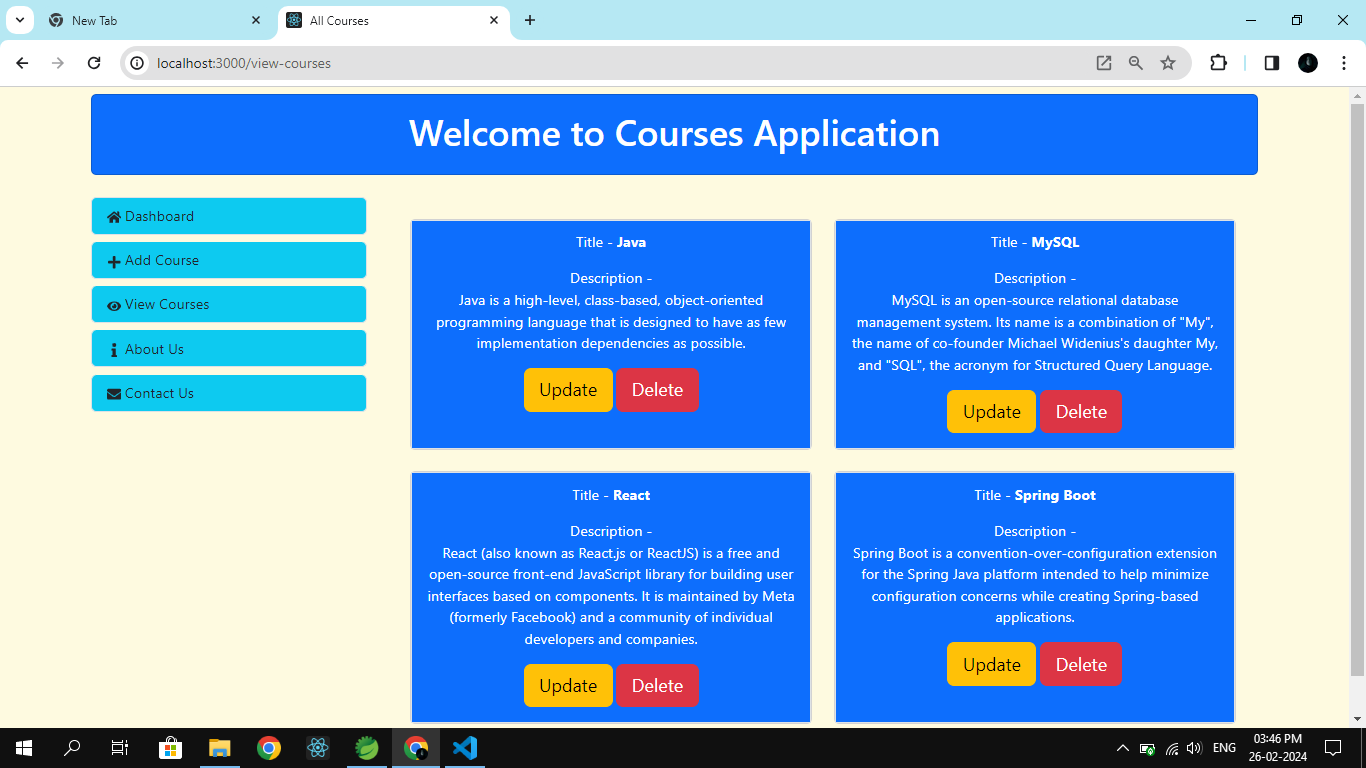 New Tab
All Courses
localhost:3000/view-courses
Welcome to Courses Application
Dashboard
Add Course
View Courses
About Us
Contact Us
Title - Java
Description -
Java is a high-level, class-based, object-oriented
programming language that is designed to have as few
implementation dependencies as possible.
Update Delete
Title - MySQL
Description -
MySQL is an open-source relational database
management system. Its name is a combination of "My",
the name of co-founder Michael Widenius's daughter My,
and "SQL", the acronym for Structured Query Language.
Update Delete
Title - React
Description -
React (also known as React.js or ReactJS) is a free and
open-source front-end JavaScript library for building user
interfaces based on components. It is maintained by Meta
(formerly Facebook) and a community of individual
developers and companies.
Update Delete
Title - Spring Boot
Description -
Spring Boot is a convention-over-configuration extension
for the Spring Java platform intended to help minimize
configuration concerns while creating Spring-based
applications.
Update Delete
ENG
03:46 PM
26-02-2024